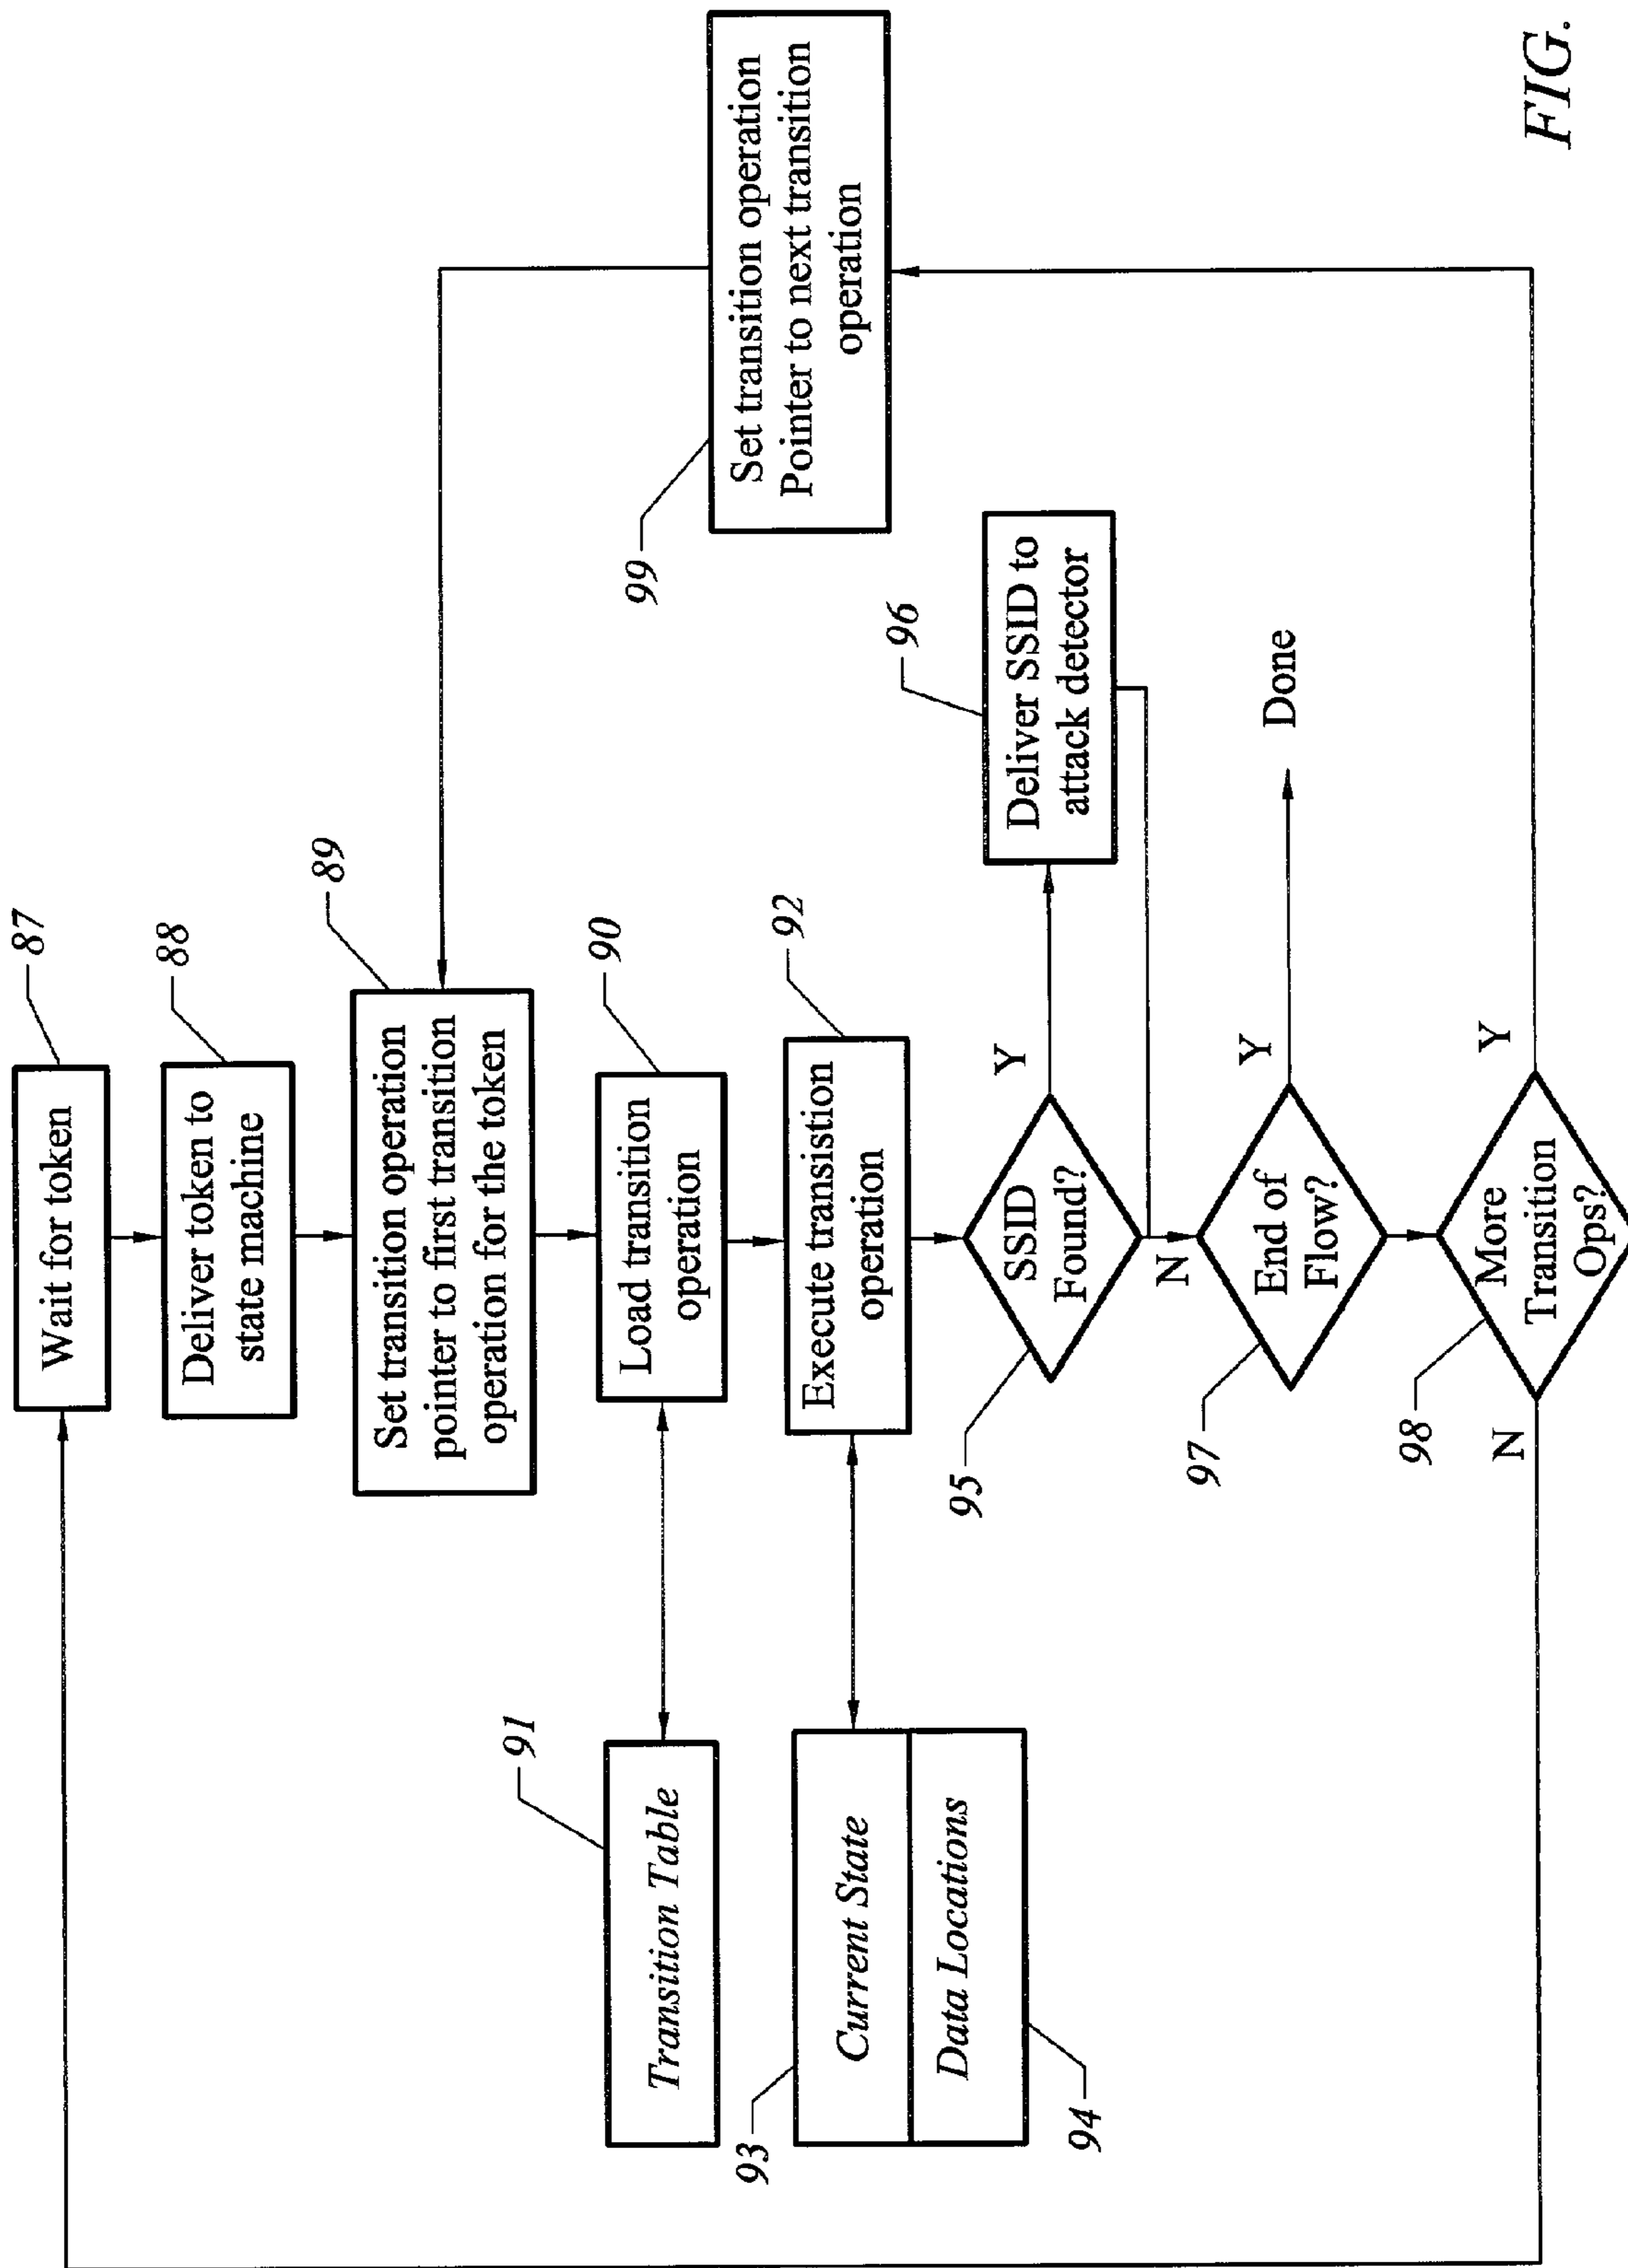 Wait for token
87
Deliver token to
state machine
88
Set transition operation
pointer to first transition
operation for the token
89
Load transition
operation
90
Transition Table
91
Execute transistion
operation
92
Current State
93
Data Locations
94
SSID
Found?
95
Y
N
Deliver SSID to
attack detector
96
End of
Flow?
97
Y
Done
More
Transition
Ops?
98
N
Y
Set transition operation
Pointer to next transition
operation
99
FIG.